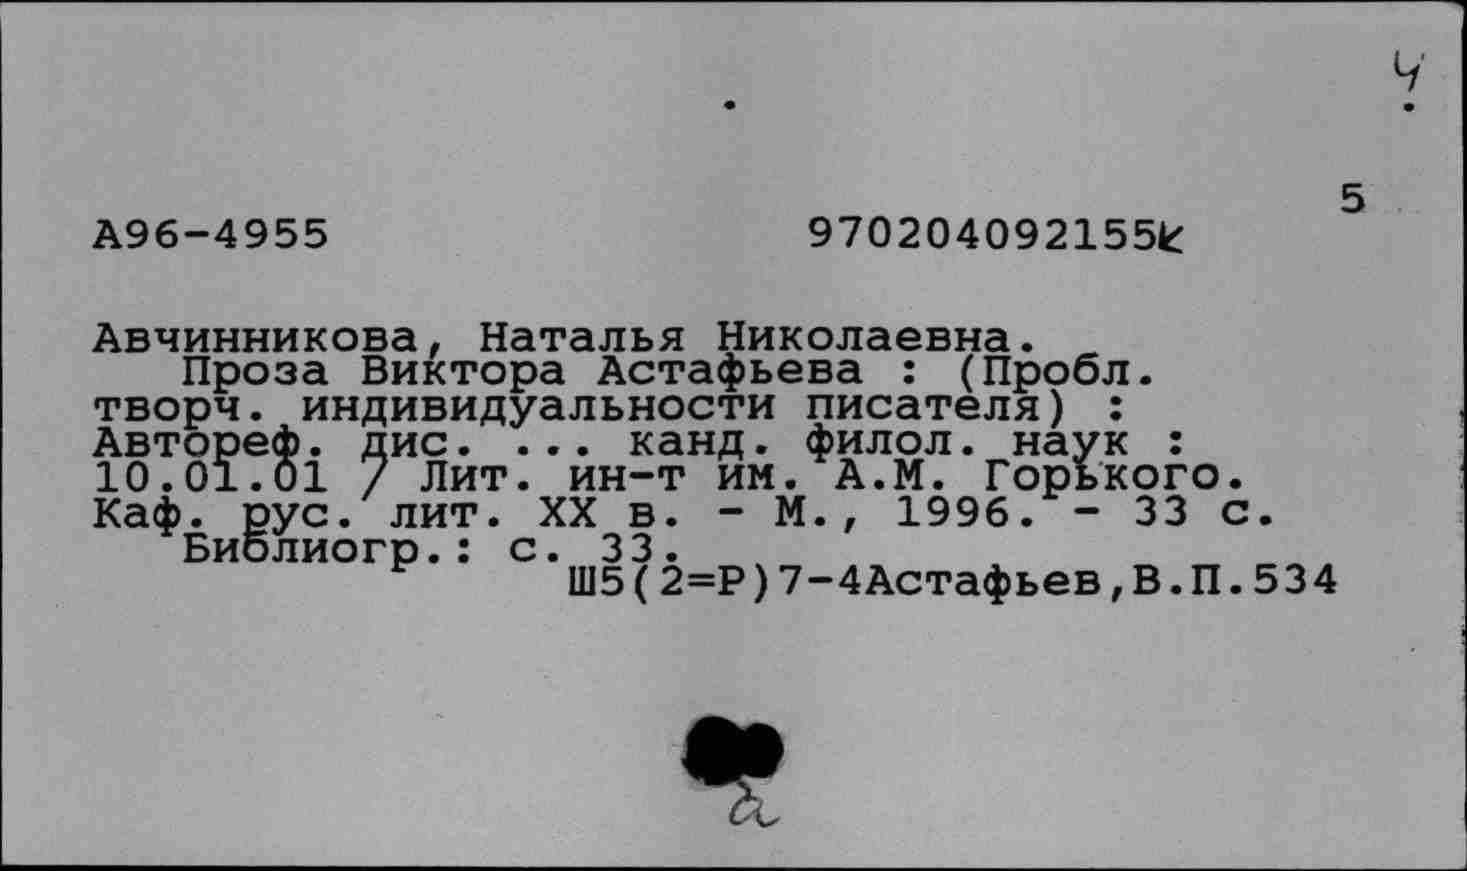 Ч
5
А96-4955 970204092155к
Авчинникова, Наталья Николаевна.
Проза Виктора Астафьева : (Пробл.
творч. индивидуальности писателя) :
Автореф. дис. ... канд. филол. наук :
10.01.01 / Лит. ин-т им. А.М. Горького.
Каф. рус. лит. XX в. - М., 1996. - 33 с.
Библиогр.: с. 33.
Ш5(2=Р)7-4Астафьев,В.П.534